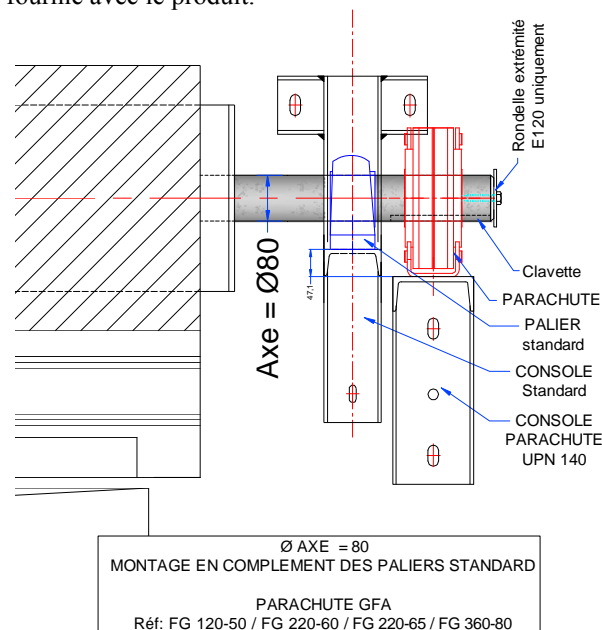 fournie avec le produit.
Rondelle extrémité
E120 uniquement
Axe = Ø80
47,1
Clavette
PARACHUTE
PALIER
standard
CONSOLE
Standard
CONSOLE
PARACHUTE
UPN 140
Ø AXE = 80
MONTAGE EN COMPLEMENT DES PALIERS STANDARD
PARACHUTE GFA
Réf: FG 120-50 / FG 220-60 / FG 220-65 / FG 360-80